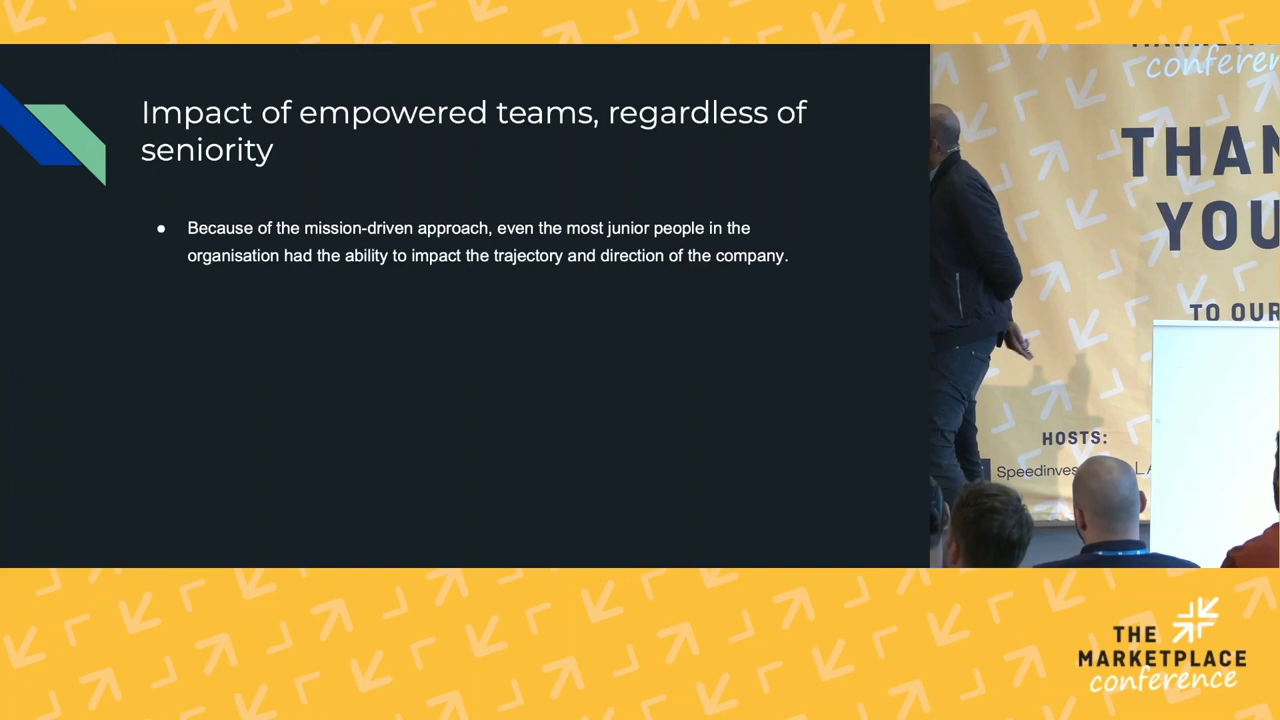 Impact of empowered teams, regardless of
seniority
● Because of the mission-driven approach, even the most junior people in the
organisation had the ability to impact the trajectory and direction of the company.
conferen
THAN
YOU
TO OUR
HOSTS:
Speedinves
THE
MARKETPLACE
conference